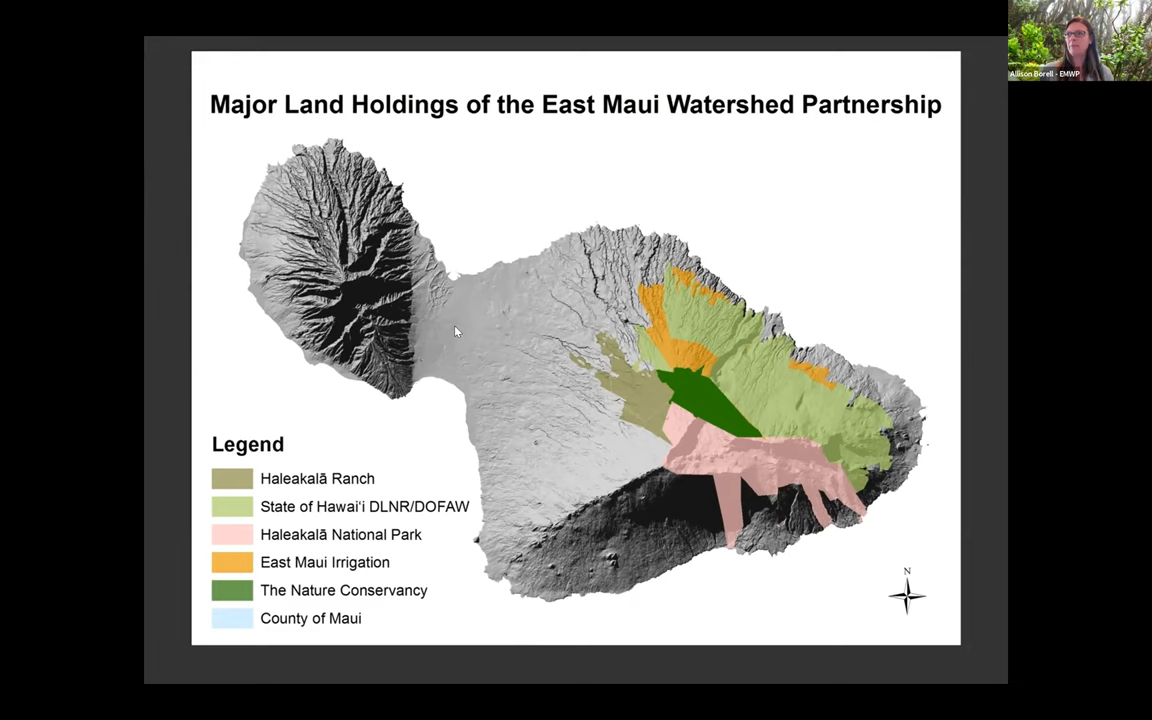 Allison Borell - EMWP
Major Land Holdings of the East Maui Watershed Partnership
Legend
Haleakalā Ranch
State of Hawaiʻi DLNR/DOFAW
Haleakalā National Park
East Maui Irrigation
The Nature Conservancy
County of Maui
N